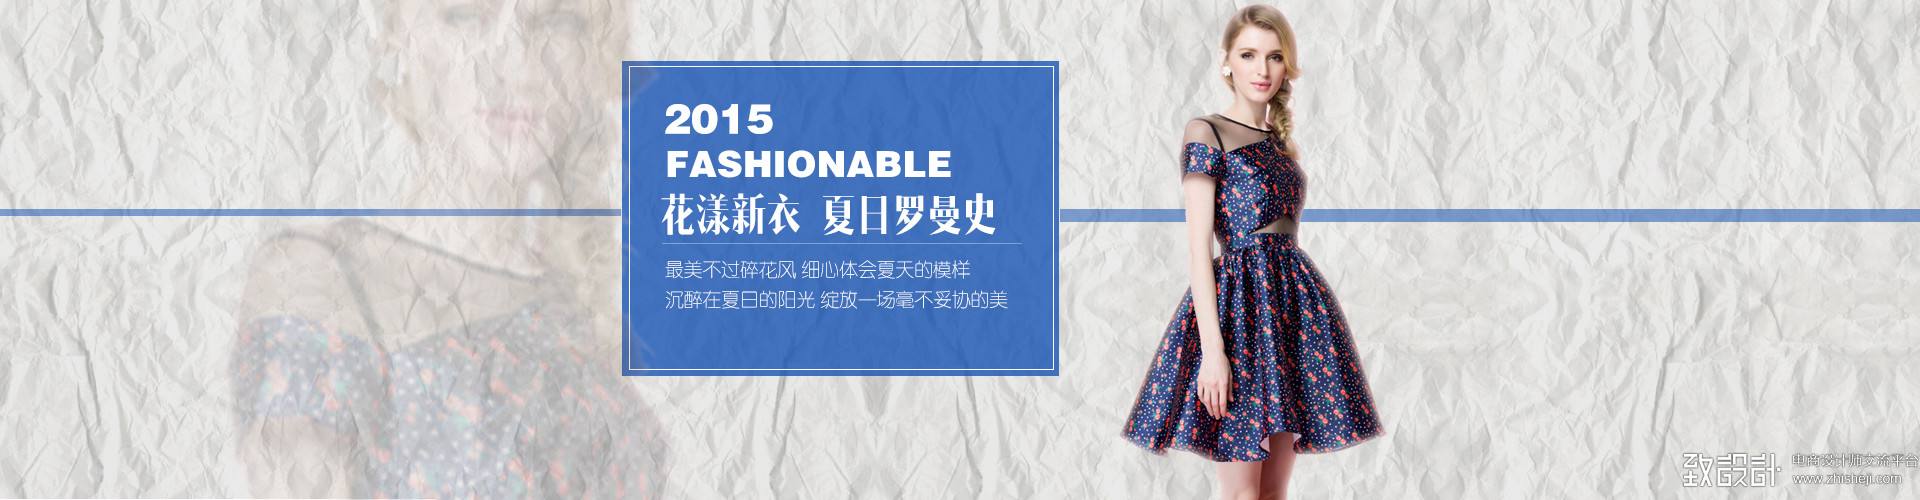 2015
FASHIONABLE
花漾新衣 夏日罗曼史
最美不过碎花风 细心体会夏天的模样
沉醉在夏日的阳光 绽放一场毫不妥协的美
致設計 电商设计师交流平台
www.zhisheji.com